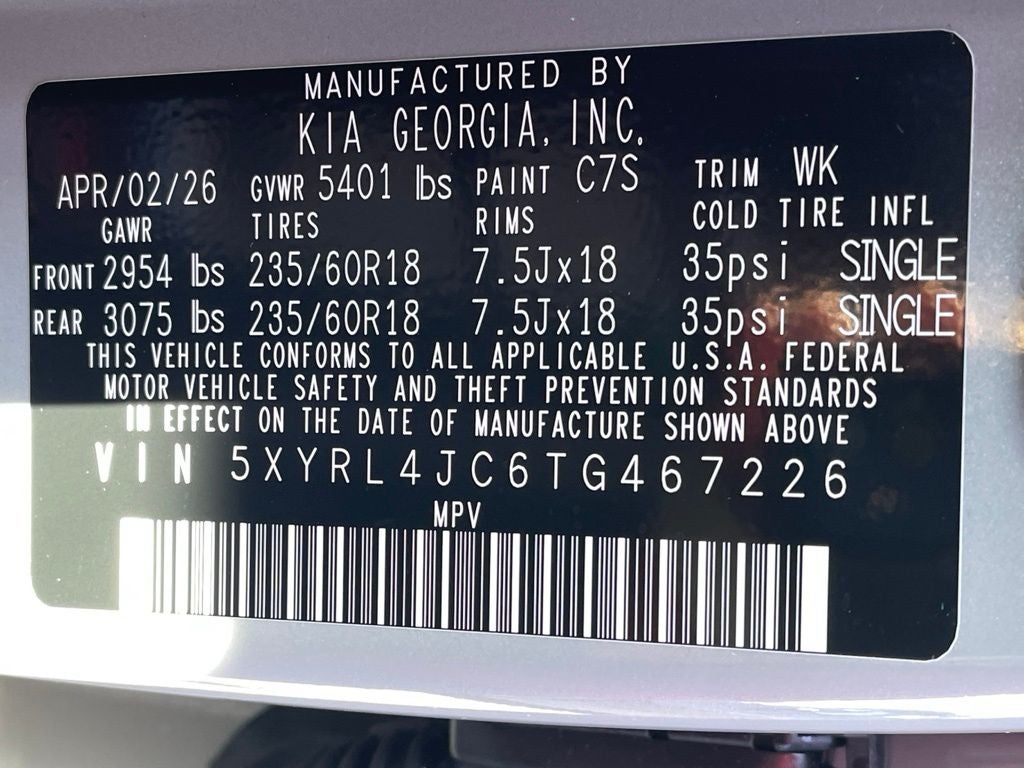 MANUFACTURED BY
KIA GEORGIA, INC.
APR/02/26 GVWR 5401 lbs PAINT C7S TRIM WK
GAWR TIRES RIMS COLD TIRE INFL
FRONT 2954 lbs 235/60R18 7.5Jx18 35psi SINGLE
REAR 3075 lbs 235/60R18 7.5Jx18 35psi SINGLE
THIS VEHICLE CONFORMS TO ALL APPLICABLE U.S.A. FEDERAL
MOTOR VEHICLE SAFETY AND THEFT PREVENTION STANDARDS
IN EFFECT ON THE DATE OF MANUFACTURE SHOWN ABOVE
VIN 5XYRL4JC6TG467226
MPV